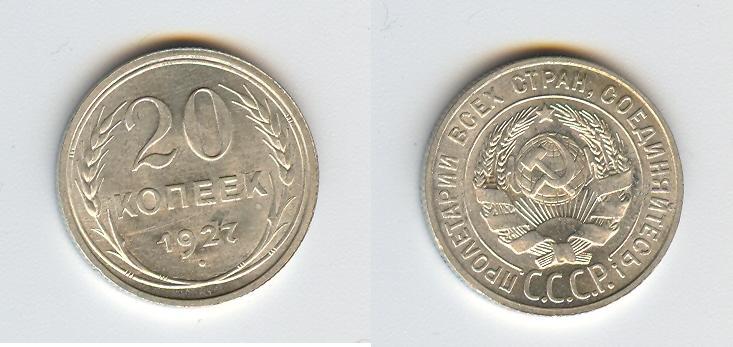 20
КОПЕЕК
1927
ПРОЛЕТАРИИ ВСЕХ СТРАН, СОЕДИНЯЙТЕСЬ!
С.С.С.Р.